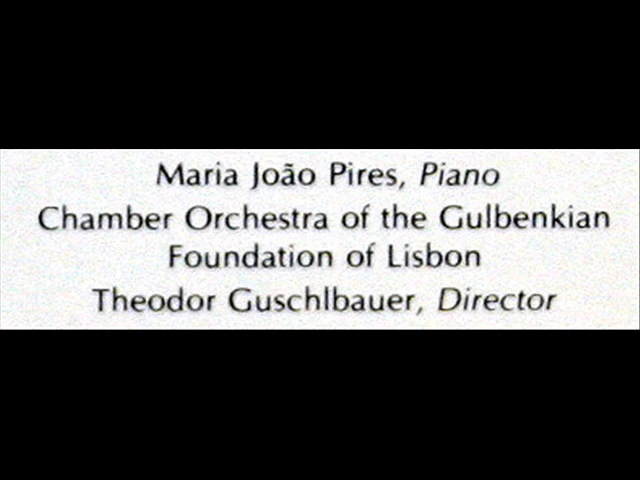 Maria João Pires, Piano
Chamber Orchestra of the Gulbenkian
Foundation of Lisbon
Theodor Guschlbauer, Director